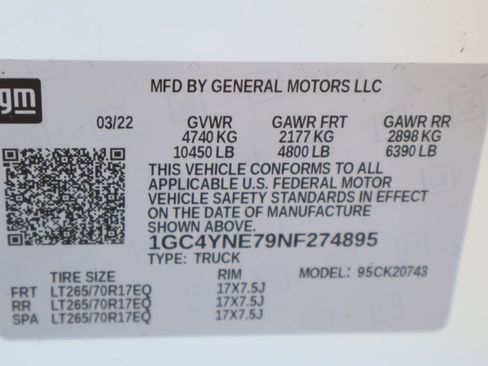 gm
MFD BY GENERAL MOTORS LLC
03/22 GVWR GAWR FRT GAWR RR
4740 KG 2177 KG 2898 KG
10450 LB 4800 LB 6390 LB
THIS VEHICLE CONFORMS TO ALL
APPLICABLE U.S. FEDERAL MOTOR
VEHICLE SAFETY STANDARDS IN EFFECT
ON THE DATE OF MANUFACTURE
SHOWN ABOVE.
1GC4YNE79NF274895
TYPE: TRUCK MODEL: 95CK20743
TIRE SIZE RIM
FRT LT265/70R17EQ 17X7.5J
RR LT265/70R17EQ 17X7.5J
SPA LT265/70R17EQ 17X7.5J